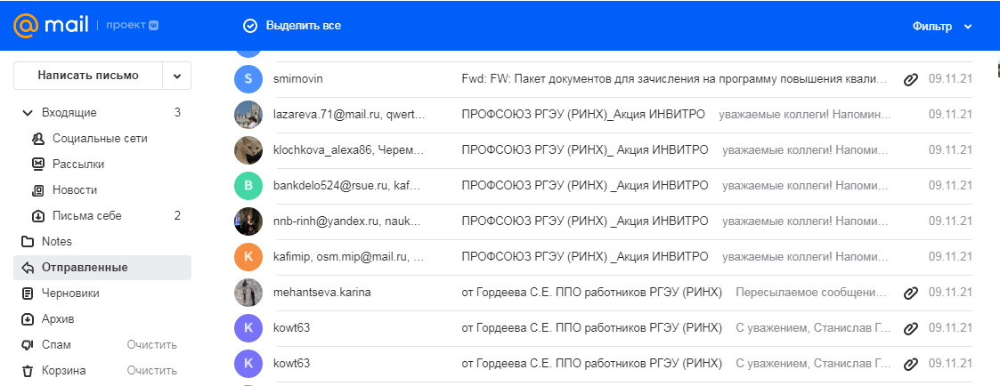 mail проект
Выделить все
Фильтр
Написать письмо
Входящие 3
Социальные сети
Рассылки
Новости
Письма себе 2
Notes
Отправленные
Черновики
Архив
Спам Очистить
Корзина Очистить
S smirnovin Fwd: FW: Пакет документов для зачисления на программу повышения квали... 09.11.21
lazareva.71@mail.ru, qwert... ПРОФСОЮЗ РГЭУ (РИНХ)_Акция ИНВИТРО уважаемые коллеги! Напомин... 09.11.21
klochkova_alexa86, Черем... ПРОФСОЮЗ РГЭУ (РИНХ)_ Акция ИНВИТРО уважаемые коллеги! Напоми... 09.11.21
B bankdelo524@rsue.ru, kaf... ПРОФСОЮЗ РГЭУ (РИНХ) _Акция ИНВИТРО уважаемые коллеги! Напоми... 09.11.21
nnb-rinh@yandex.ru, nauk... ПРОФСОЮЗ РГЭУ (РИНХ) _Акция ИНВИТРО уважаемые коллеги! Напоми... 09.11.21
K kafimip, osm.mip@mail.ru, ... ПРОФСОЮЗ РГЭУ (РИНХ) _Акция ИНВИТРО уважаемые коллеги! Напоми... 09.11.21
mehantseva.karina от Гордеева С.Е. ППО работников РГЭУ (РИНХ) Пересылаемое сообщени... 09.11.21
K kowt63 от Гордеева С.Е. ППО работников РГЭУ (РИНХ) С уважением, Станислав Г... 09.11.21
K kowt63 от Гордеева С.Е. ППО работников РГЭУ (РИНХ) С уважением, Станислав Г... 09.11.21